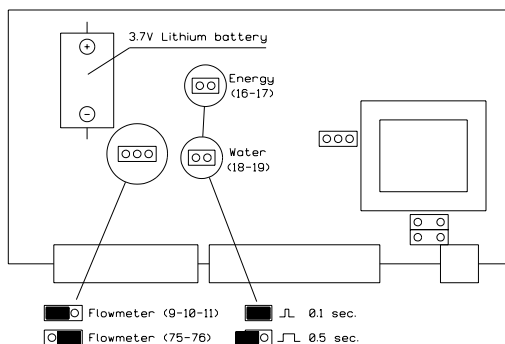 3.7V Lithium battery
Energy
(16-17)
Water
(18-19)
Flowmeter (9-10-11)
0.1 sec.
Flowmeter (75-76)
0.5 sec.